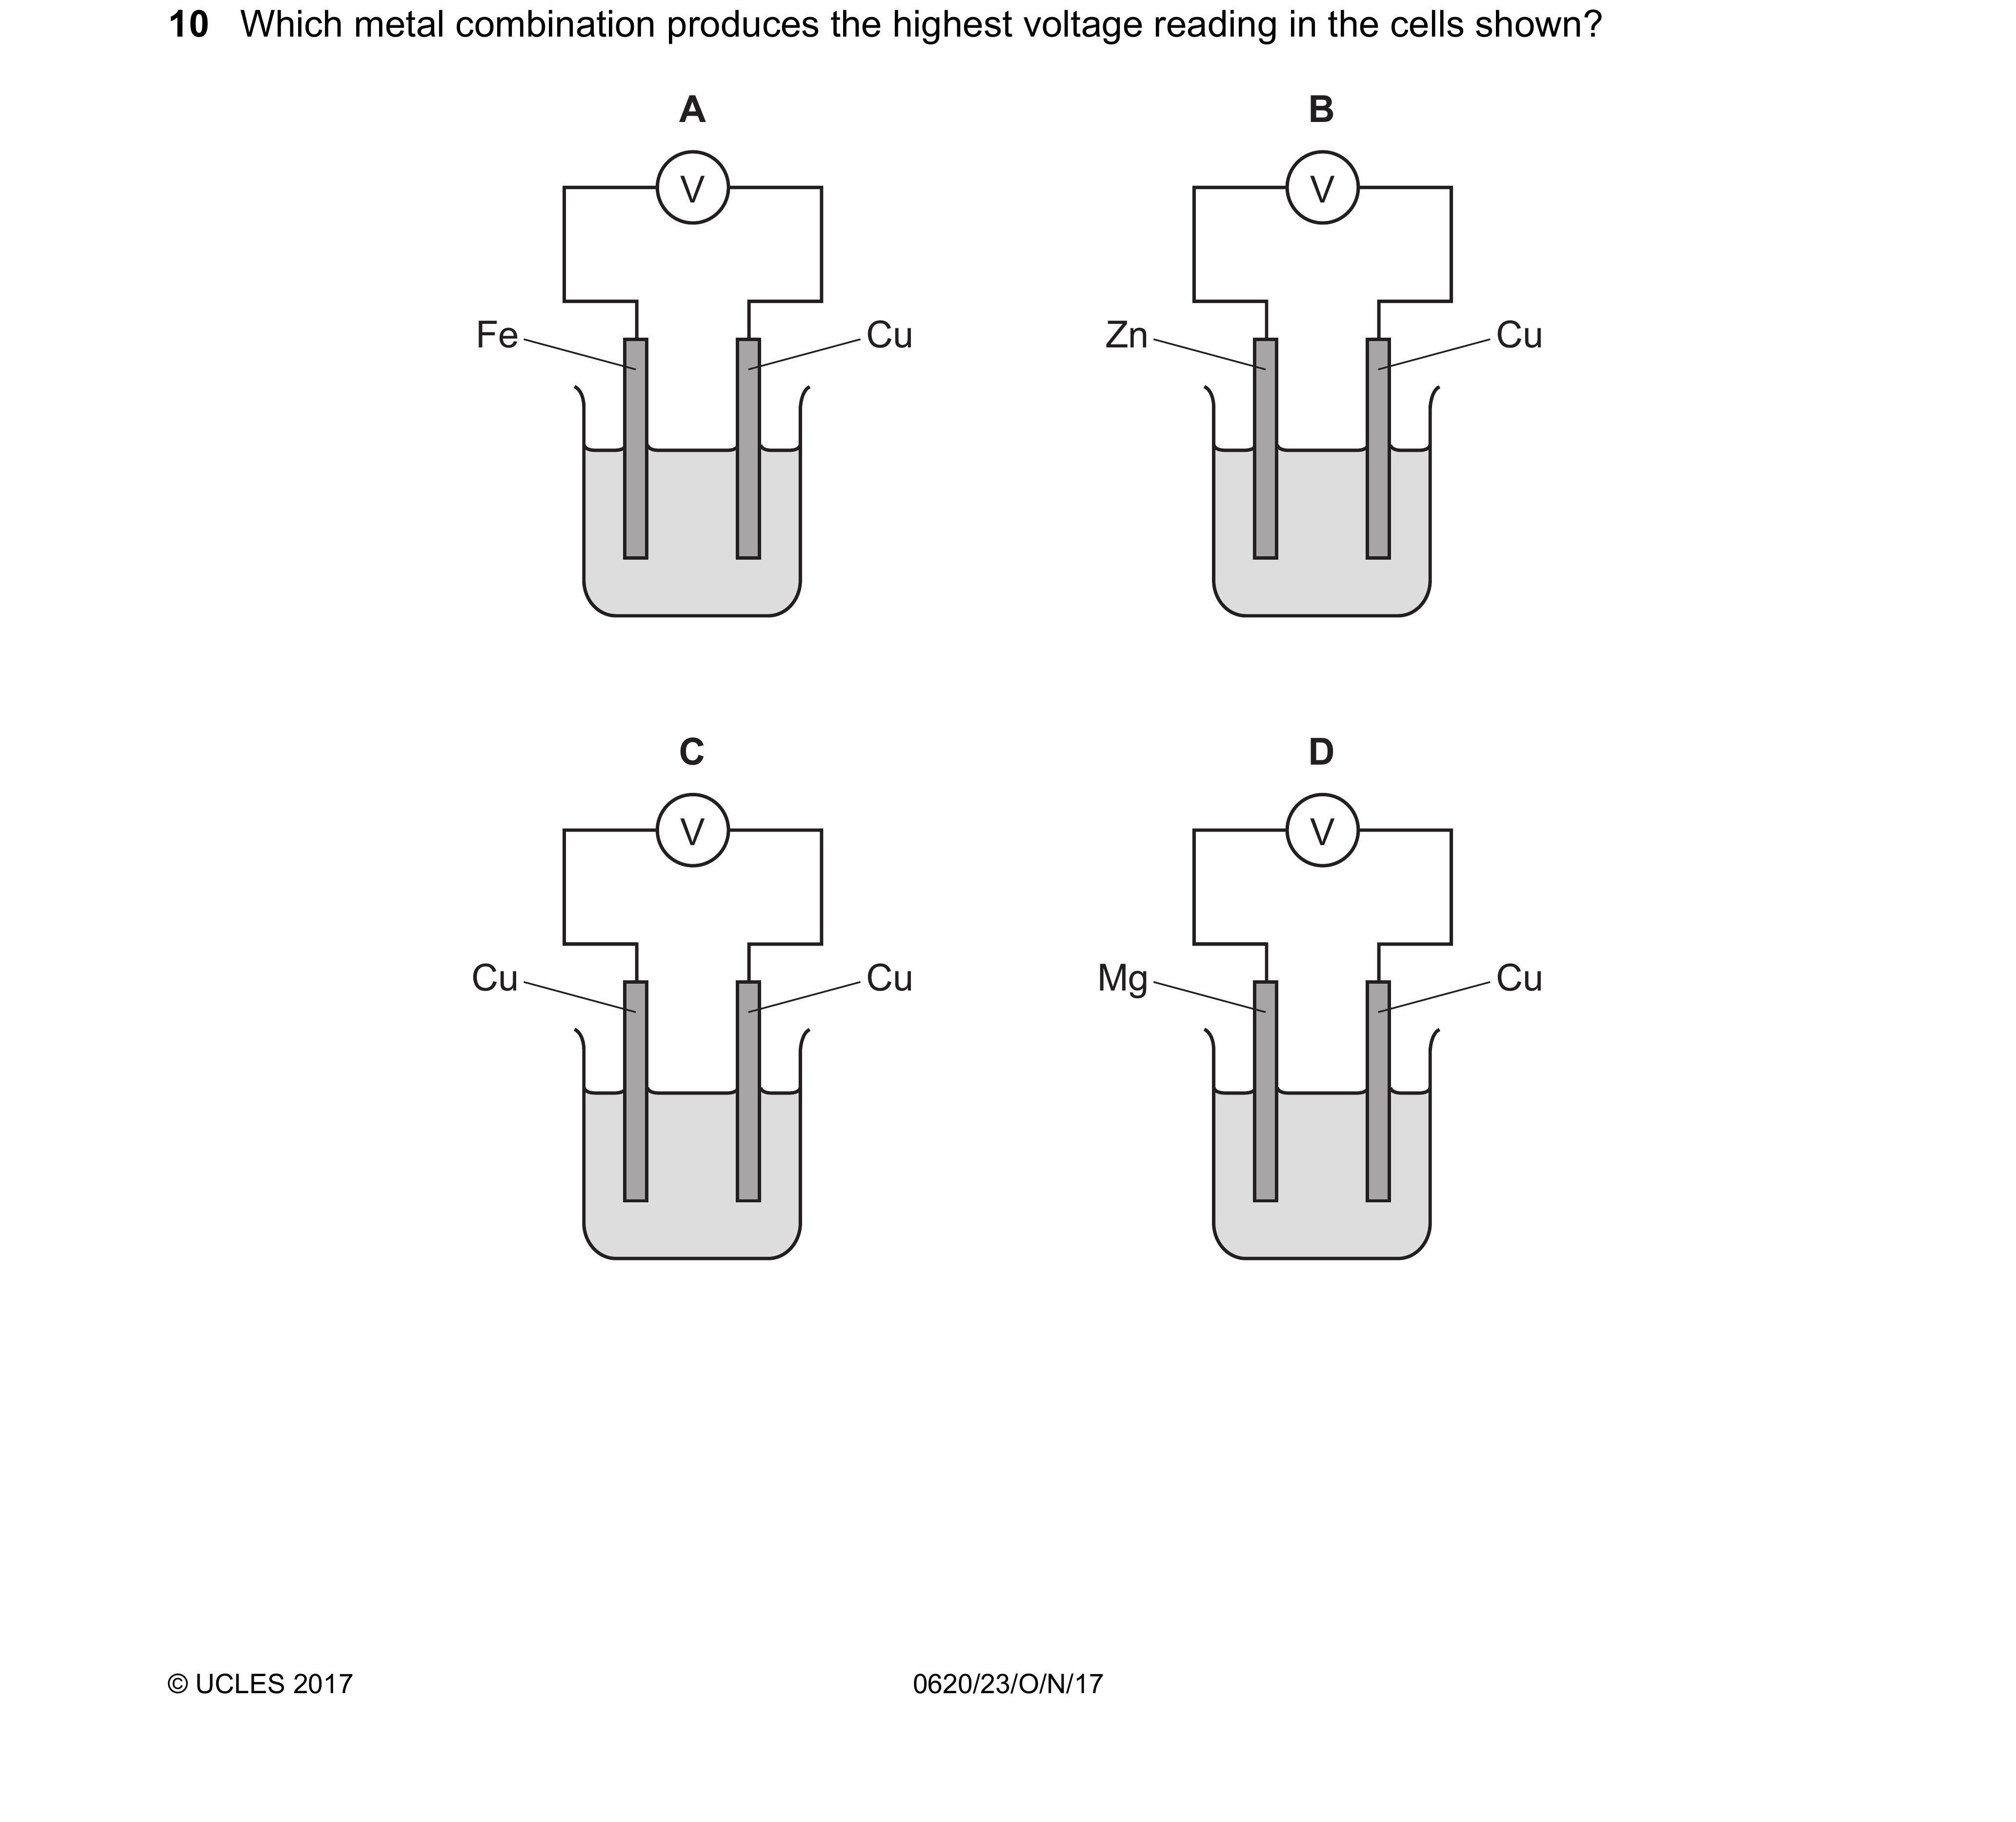 10 Which metal combination produces the highest voltage reading in the cells shown?
A
B
V
V
Fe
Cu
Zn
Cu
C
D
V
V
Cu
Cu
Mg
Cu
© UCLES 2017
0620/23/O/N/17